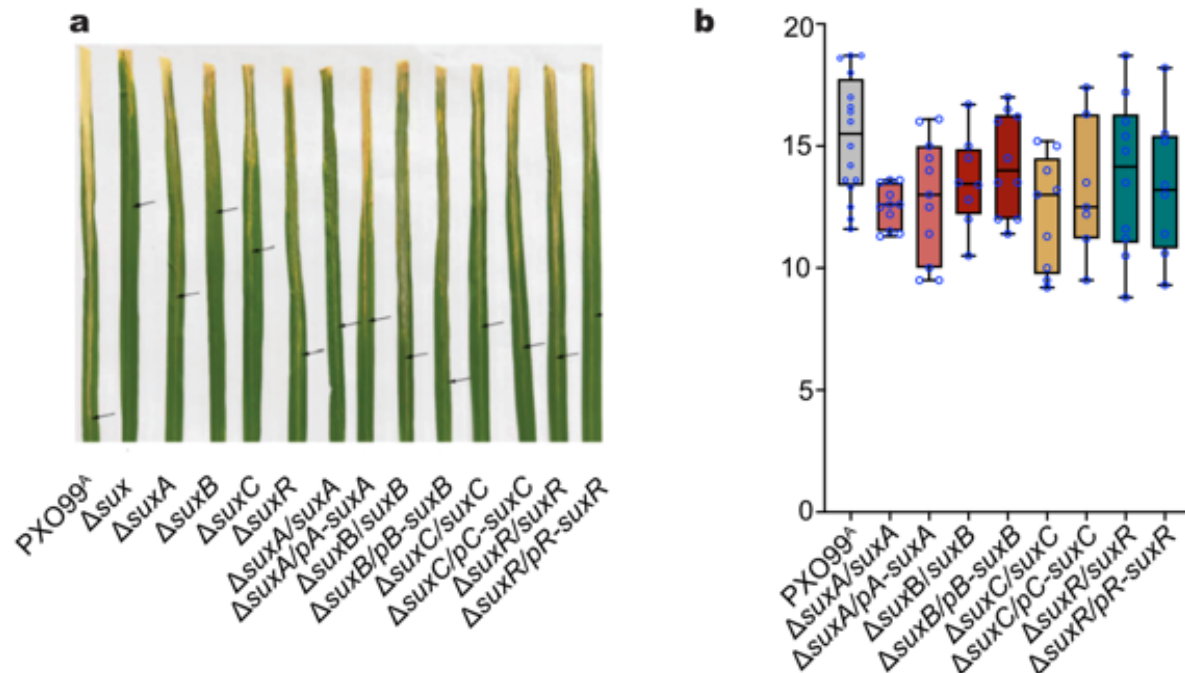 a
PXO99ᴬ
ΔsuxA
Δsux
ΔsuxB
ΔsuxC
ΔsuxR
ΔsuxA/suxA
ΔsuxA/pA-suxA
ΔsuxB/suxB
ΔsuxB/pB-suxB
ΔsuxC/suxC
ΔsuxC/pC-suxC
ΔsuxR/suxR
ΔsuxR/pR-suxR
b
20
15
10
5
0
PXO99ᴬ
ΔsuxA/suxA
ΔsuxA/pA-suxA
ΔsuxB/suxB
ΔsuxB/pB-suxB
ΔsuxC/suxC
ΔsuxC/pC-suxC
ΔsuxR/suxR
ΔsuxR/pR-suxR